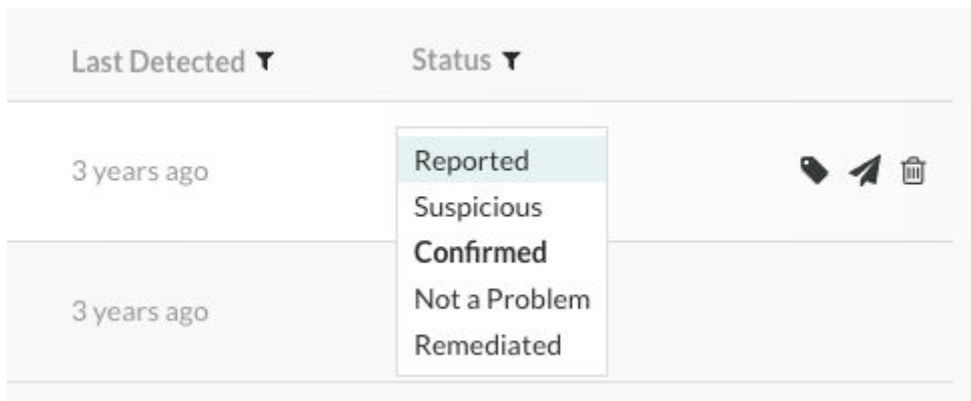 Last Detected Status
3 years ago
Reported
Suspicious
Confirmed
Not a Problem
Remediated
3 years ago